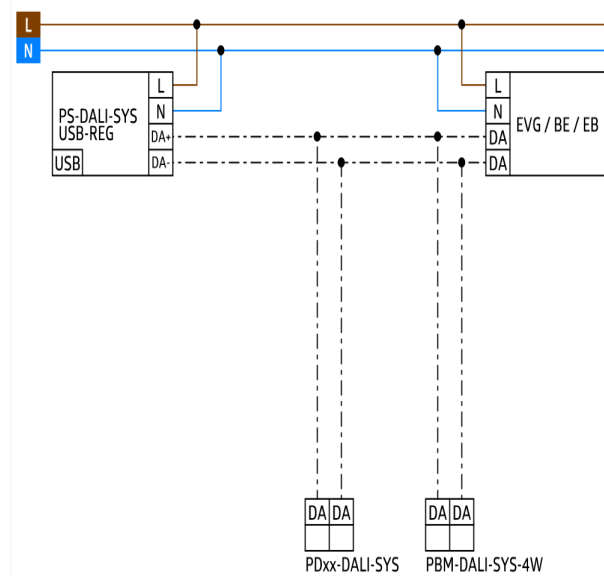 L
N
PS-DALI-SYS
USB-REG
USB
L
N
DA+
DA-
L
N
DA
DA
EVG / BE / EB
DA DA
PDxx-DALI-SYS
DA DA
PBM-DALI-SYS-4W